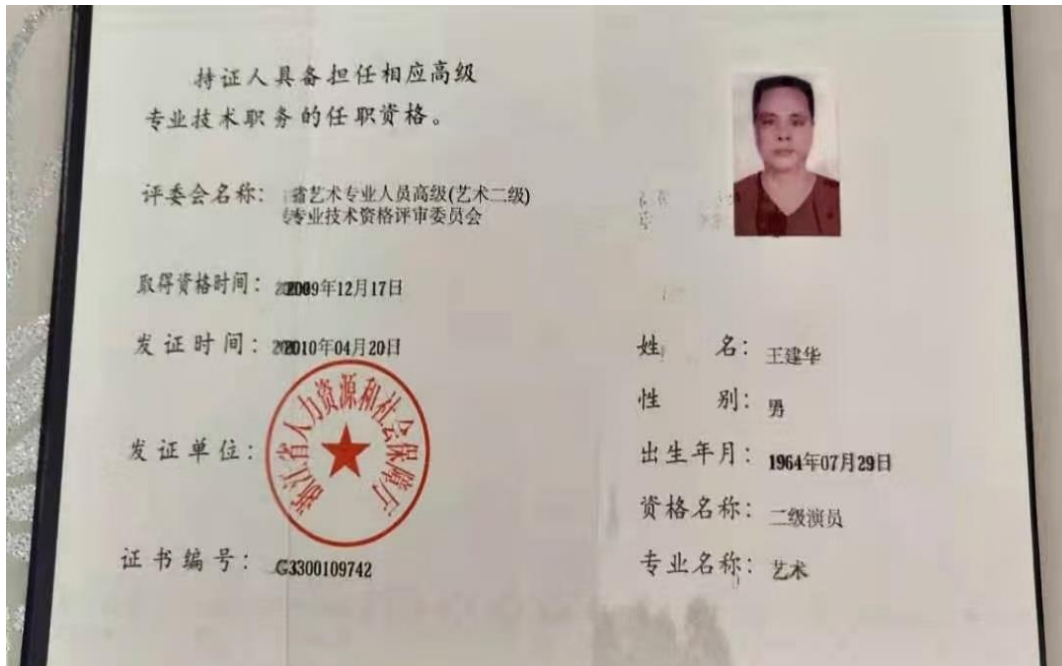 持证人具备担任相应高级
专业技术职务的任职资格。
评委会名称：省艺术专业人员高级(艺术二级)
专业技术资格评审委员会
取得资格时间：2009年12月17日
发证时间：2010年04月20日
发证单位：
浙江省人力资源和社会保障厅
证书编号：G3300109742
姓名：王建华
性别：男
出生年月：1964年07月29日
资格名称：二级演员
专业名称：艺术